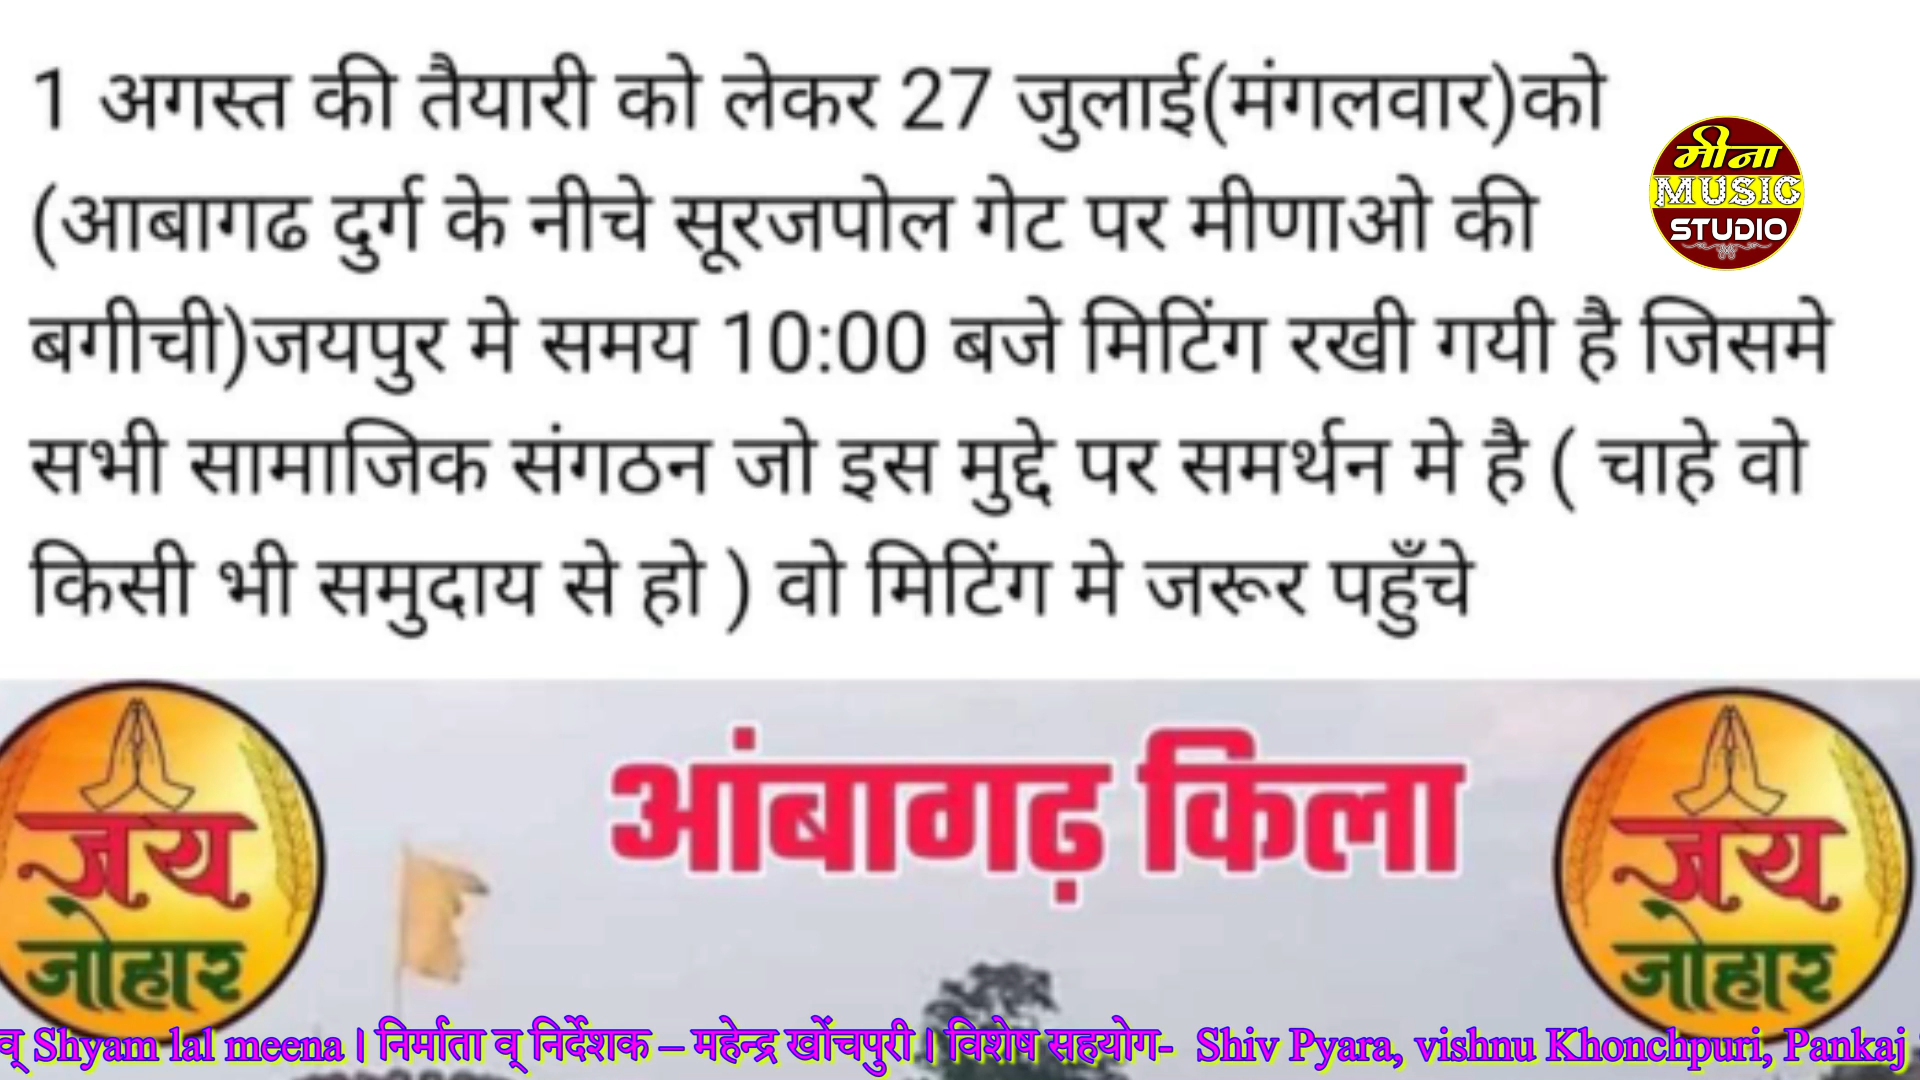 1 अगस्त की तैयारी को लेकर 27 जुलाई(मंगलवार)को
(आबागढ दुर्ग के नीचे सूरजपोल गेट पर मीणाओ की
बगीची)जयपुर मे समय 10:00 बजे मिटिंग रखी गयी है जिसमे
सभी सामाजिक संगठन जो इस मुद्दे पर समर्थन मे है ( चाहे वो
किसी भी समुदाय से हो ) वो मिटिंग मे जरूर पहुँचे
मीना
MUSIC
STUDIO
आंबागढ़ किला
जय
जोहार
जय
जोहार
व् Shyam lal meena । निर्माता व् निर्देशक – महेन्द्र खोंचपुरी । विशेष सहयोग- Shiv Pyara, vishnu Khonchpuri, Pankaj